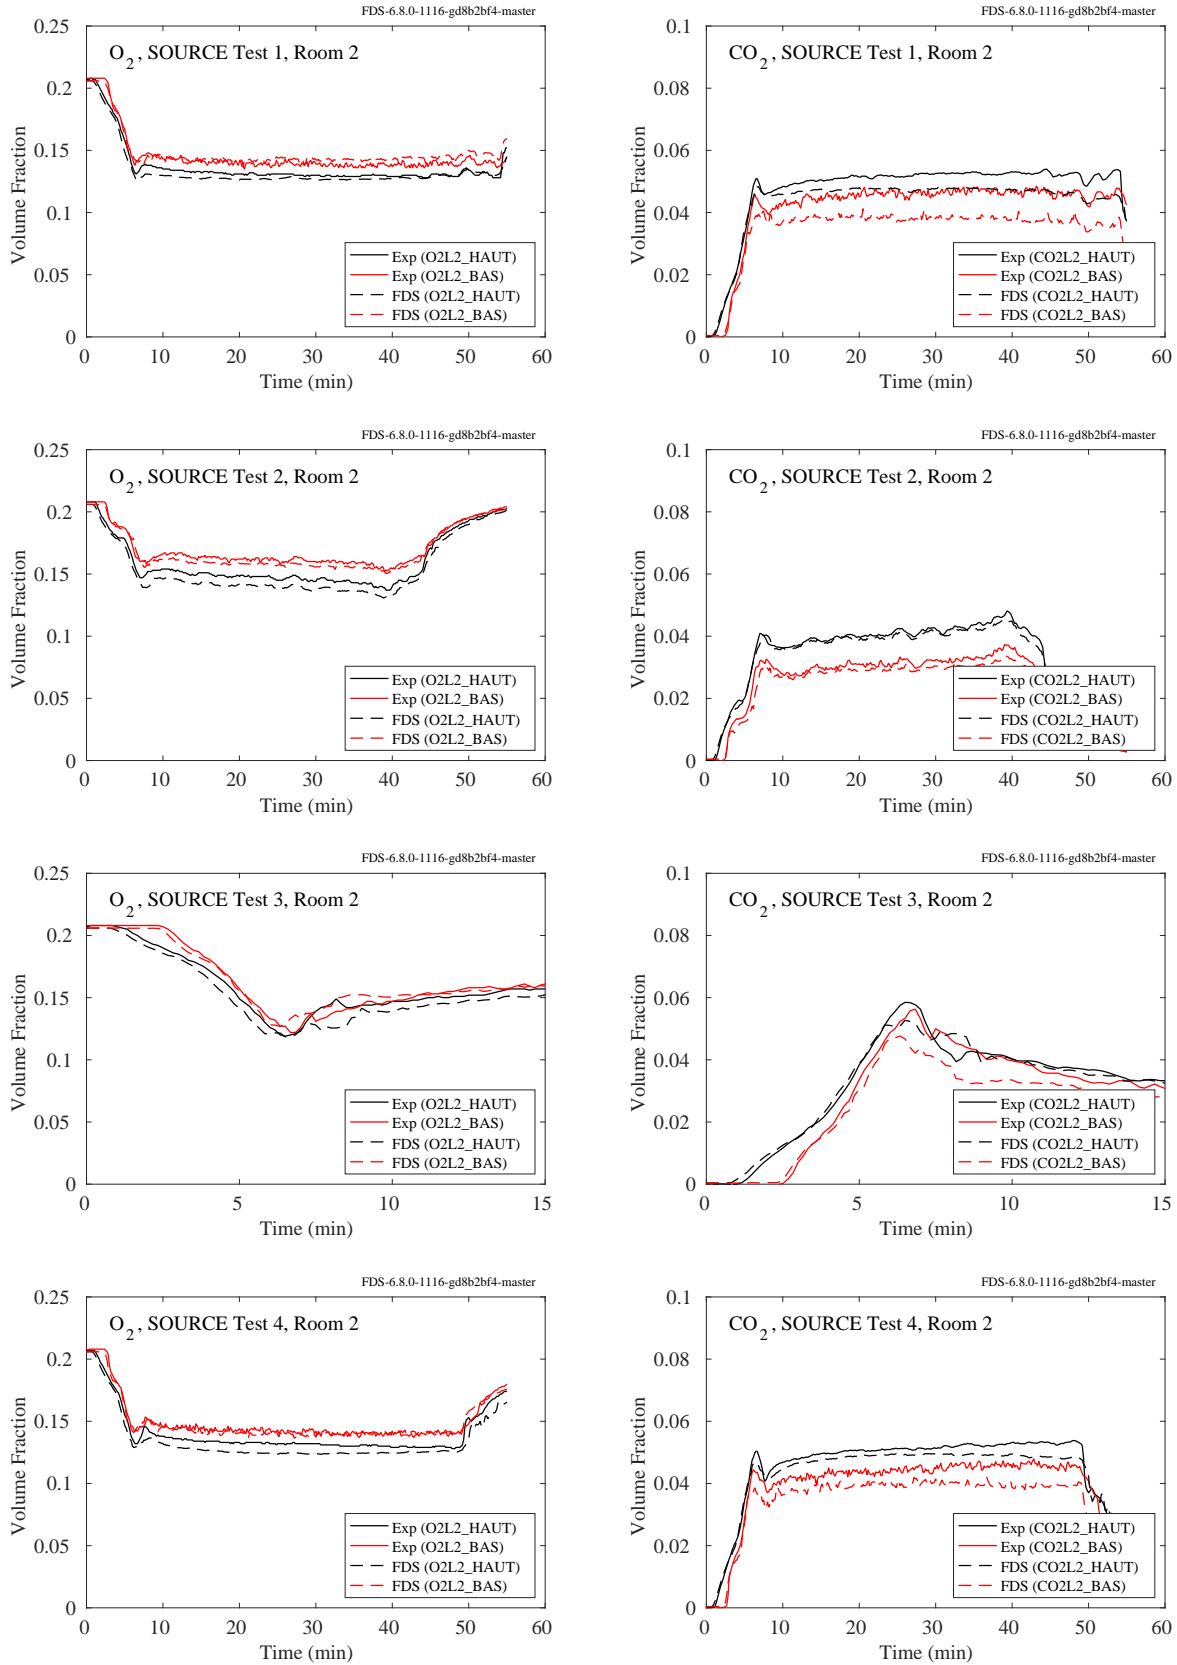 FDS-6.8.0-1116-gd8b2bf4-master
O2, SOURCE Test 1, Room 2
Volume Fraction
0.25
0.2
0.15
0.1
0.05
0
Exp (O2L2_HAUT)
Exp (O2L2_BAS)
FDS (O2L2_HAUT)
FDS (O2L2_BAS)
0 10 20 30 40 50 60
Time (min)
FDS-6.8.0-1116-gd8b2bf4-master
CO2, SOURCE Test 1, Room 2
Volume Fraction
0.1
0.08
0.06
0.04
0.02
0
Exp (CO2L2_HAUT)
Exp (CO2L2_BAS)
FDS (CO2L2_HAUT)
FDS (CO2L2_BAS)
0 10 20 30 40 50 60
Time (min)
FDS-6.8.0-1116-gd8b2bf4-master
O2, SOURCE Test 2, Room 2
Volume Fraction
0.25
0.2
0.15
0.1
0.05
0
Exp (O2L2_HAUT)
Exp (O2L2_BAS)
FDS (O2L2_HAUT)
FDS (O2L2_BAS)
0 10 20 30 40 50 60
Time (min)
FDS-6.8.0-1116-gd8b2bf4-master
CO2, SOURCE Test 2, Room 2
Volume Fraction
0.1
0.08
0.06
0.04
0.02
0
Exp (CO2L2_HAUT)
Exp (CO2L2_BAS)
FDS (CO2L2_HAUT)
FDS (CO2L2_BAS)
0 10 20 30 40 50 60
Time (min)
FDS-6.8.0-1116-gd8b2bf4-master
O2, SOURCE Test 3, Room 2
Volume Fraction
0.25
0.2
0.15
0.1
0.05
0
Exp (O2L2_HAUT)
Exp (O2L2_BAS)
FDS (O2L2_HAUT)
FDS (O2L2_BAS)
0 5 10 15
Time (min)
FDS-6.8.0-1116-gd8b2bf4-master
CO2, SOURCE Test 3, Room 2
Volume Fraction
0.1
0.08
0.06
0.04
0.02
0
Exp (CO2L2_HAUT)
Exp (CO2L2_BAS)
FDS (CO2L2_HAUT)
FDS (CO2L2_BAS)
0 5 10 15
Time (min)
FDS-6.8.0-1116-gd8b2bf4-master
O2, SOURCE Test 4, Room 2
Volume Fraction
0.25
0.2
0.15
0.1
0.05
0
Exp (O2L2_HAUT)
Exp (O2L2_BAS)
FDS (O2L2_HAUT)
FDS (O2L2_BAS)
0 10 20 30 40 50 60
Time (min)
FDS-6.8.0-1116-gd8b2bf4-master
CO2, SOURCE Test 4, Room 2
Volume Fraction
0.1
0.08
0.06
0.04
0.02
0
Exp (CO2L2_HAUT)
Exp (CO2L2_BAS)
FDS (CO2L2_HAUT)
FDS (CO2L2_BAS)
0 10 20 30 40 50 60
Time (min)